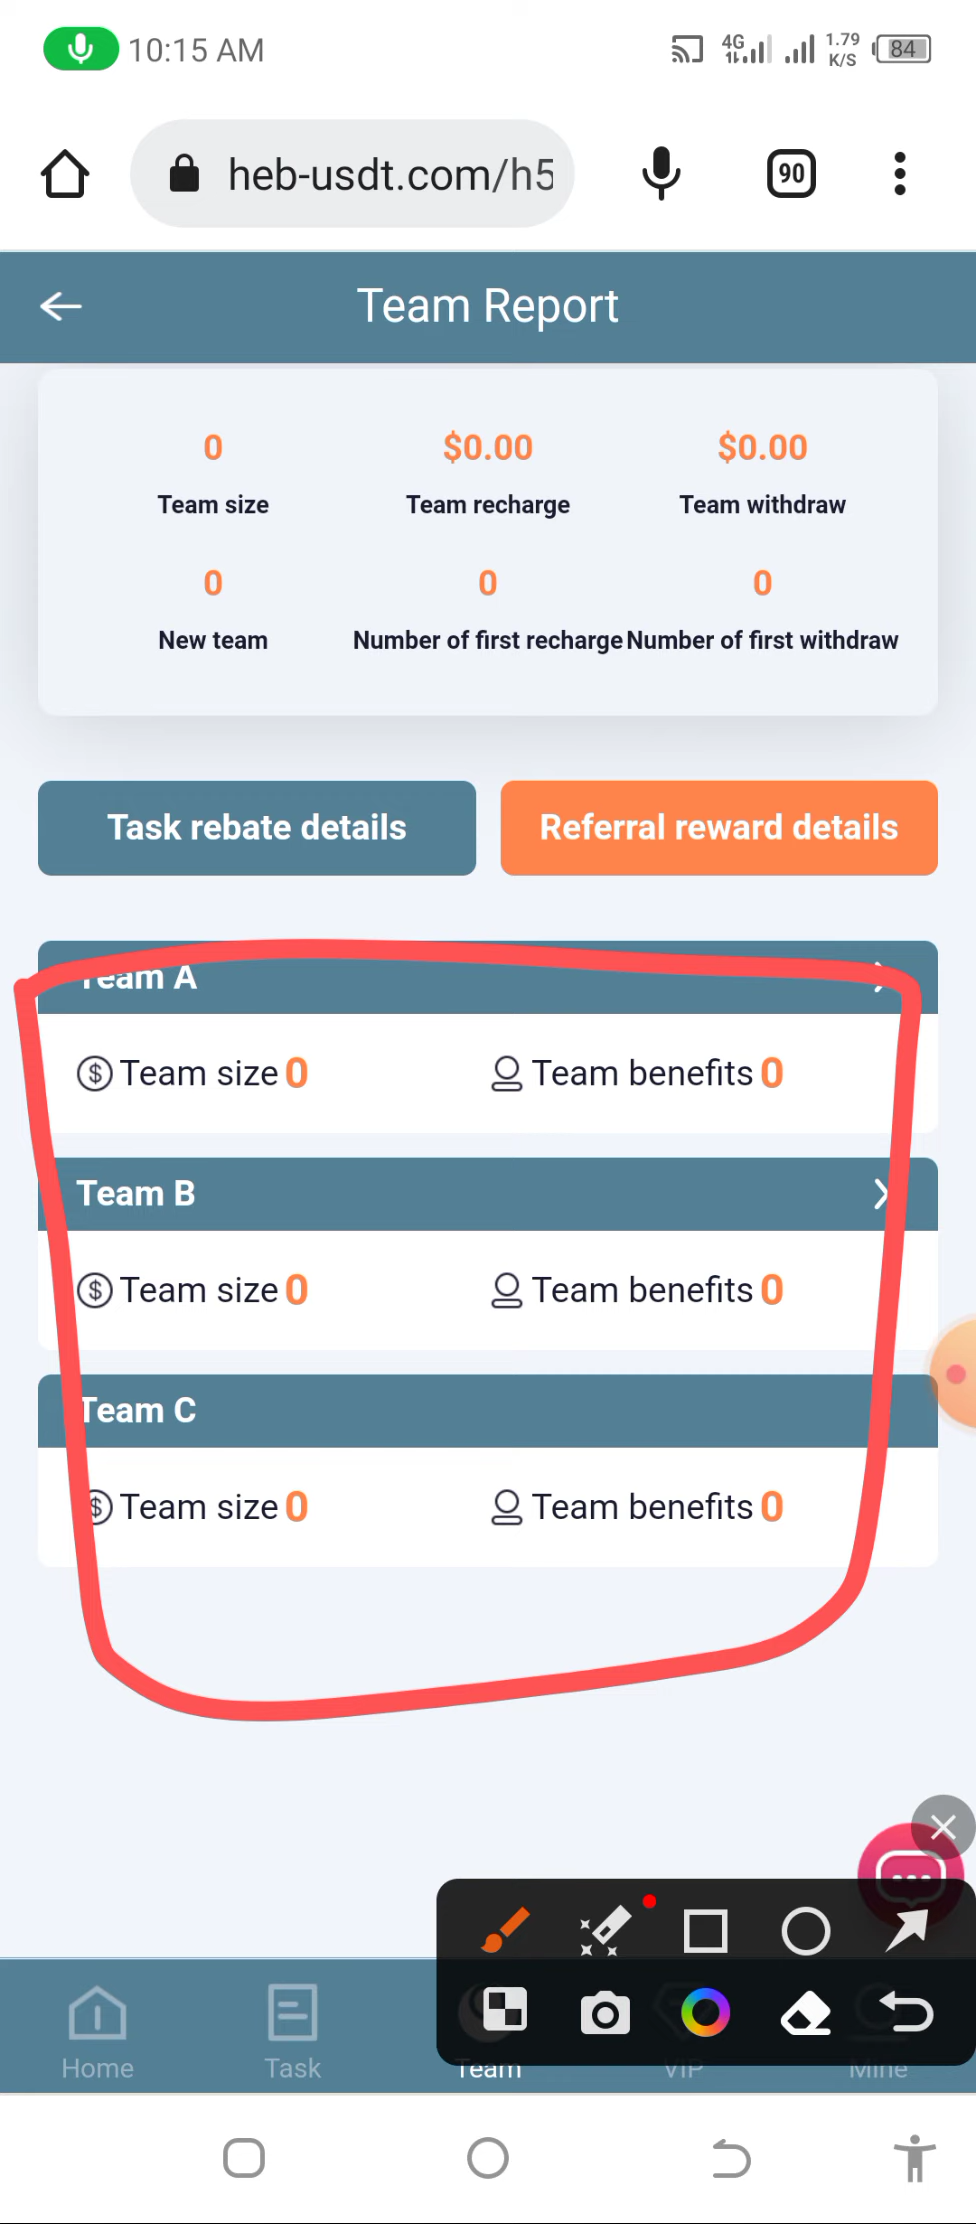 10:15 AM 4G 1.79 K/S 84
heb-usdt.com/h5 90
Team Report
0 $0.00 $0.00
Team size Team recharge Team withdraw
0 0 0
New team Number of first recharge Number of first withdraw
Task rebate details Referral reward details
Team A
Team size 0 Team benefits 0
Team B
Team size 0 Team benefits 0
Team C
Team size 0 Team benefits 0
Home Task Team VIP Mine